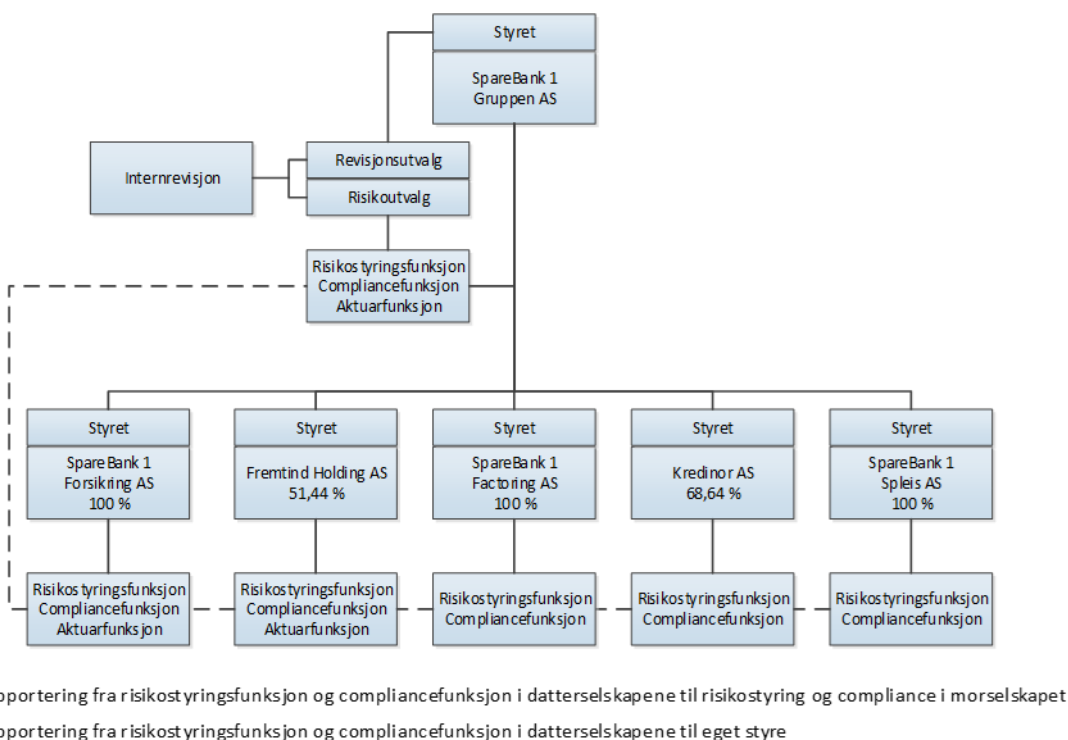 Styret
SpareBank 1
Gruppen AS
Internrevisjon
Revisjonsutvalg
Risikoutvalg
Risikostyringsfunksjon
Compliancefunksjon
Aktuarfunksjon
Styret
SpareBank 1
Forsikring AS
100 %
Styret
Fremtind Holding AS
51,44 %
Styret
SpareBank 1
Factoring AS
100 %
Styret
Kredinor AS
68,64 %
Styret
SpareBank 1
Spleis AS
100 %
Risikostyringsfunksjon
Compliancefunksjon
Aktuarfunksjon
Risikostyringsfunksjon
Compliancefunksjon
Aktuarfunksjon
Risikostyringsfunksjon
Compliancefunksjon
Risikostyringsfunksjon
Compliancefunksjon
Risikostyringsfunksjon
Compliancefunksjon
fra risikostyringsfunksjon og compliancefunksjon i datterselskapene til risikostyring og compliance i morselskapet
fra risikostyringsfunksjon og compliancefunksjon i datterselskapene til eget styre